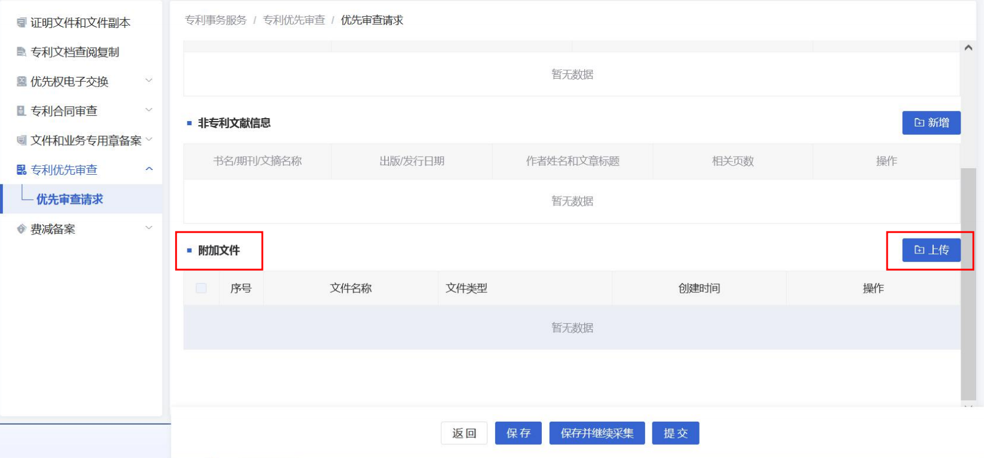 证明文件和文件副本
专利文档查阅复制
优先权电子交换
专利合同审查
文件和业务专用章备案
专利优先审查
优先审查请求
费减备案
专利事务服务 / 专利优先审查 / 优先审查请求
暂无数据
非专利文献信息
新增
书名/期刊/文摘名称 出版/发行日期 作者姓名和文章标题 相关页数 操作
暂无数据
附加文件
上传
序号 文件名称 文件类型 创建时间 操作
暂无数据
返回 保存 保存并继续采集 提交